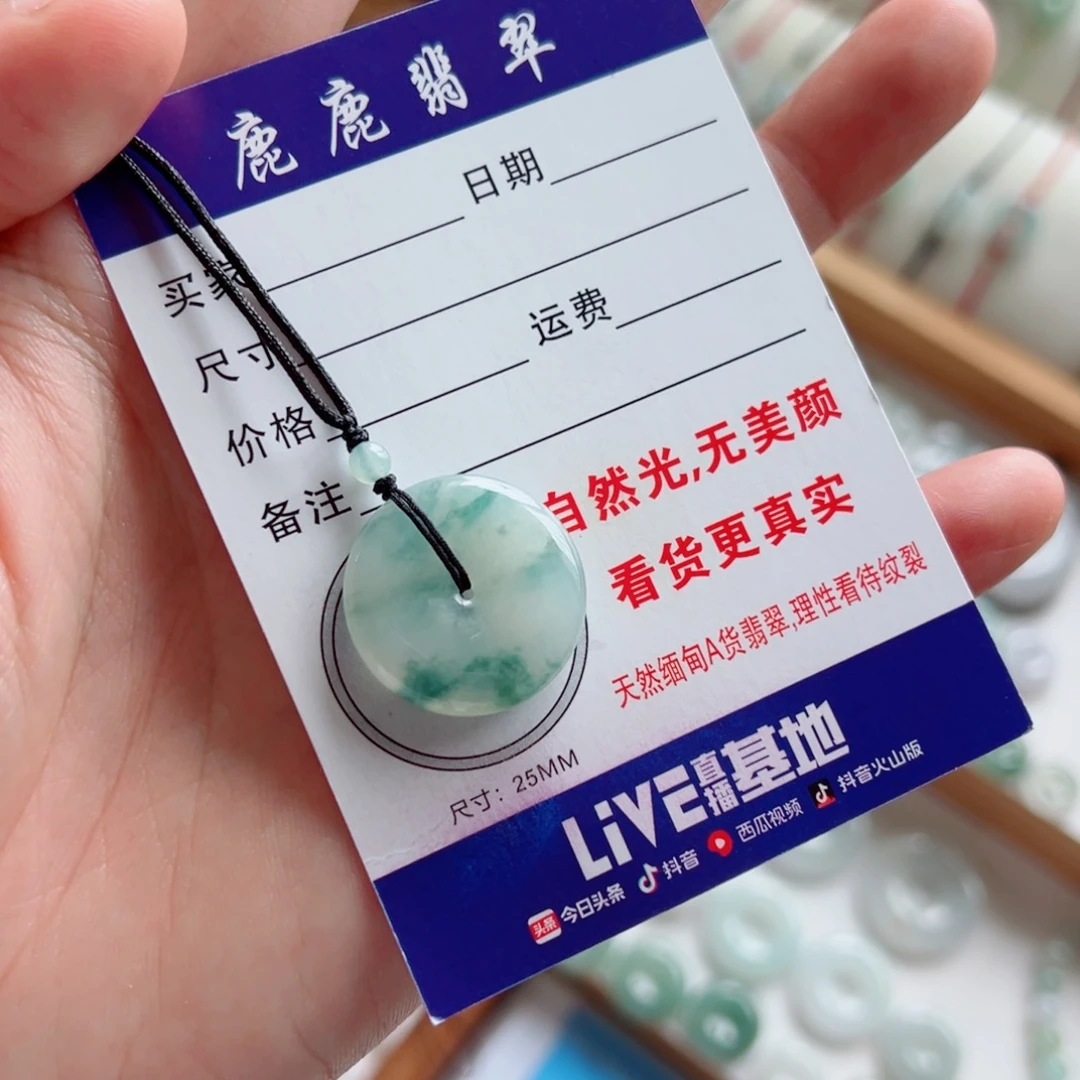 鹿鹿翡翠
买家 日期
尺寸
价格 运费
备注
自然光,无美颜
看货更真实
天然缅甸A货翡翠,理性看待纹裂
尺寸：25MM
LiVE直播基地
头条 今日头条 抖音 西瓜视频 抖音火山版